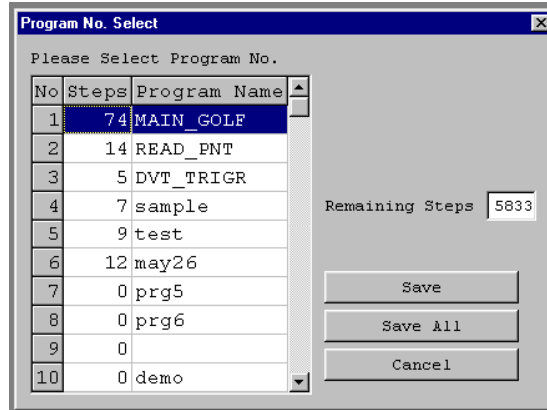 Program No. Select
Please Select Program No.
No Steps Program Name
1 74 MAIN_GOLF
2 14 READ_PNT
3 5 DVT_TRIGR
4 7 sample
5 9 test
6 12 may26
7 0 prg5
8 0 prg6
9 0
10 0 demo
Remaining Steps 5833
Save
Save All
Cancel